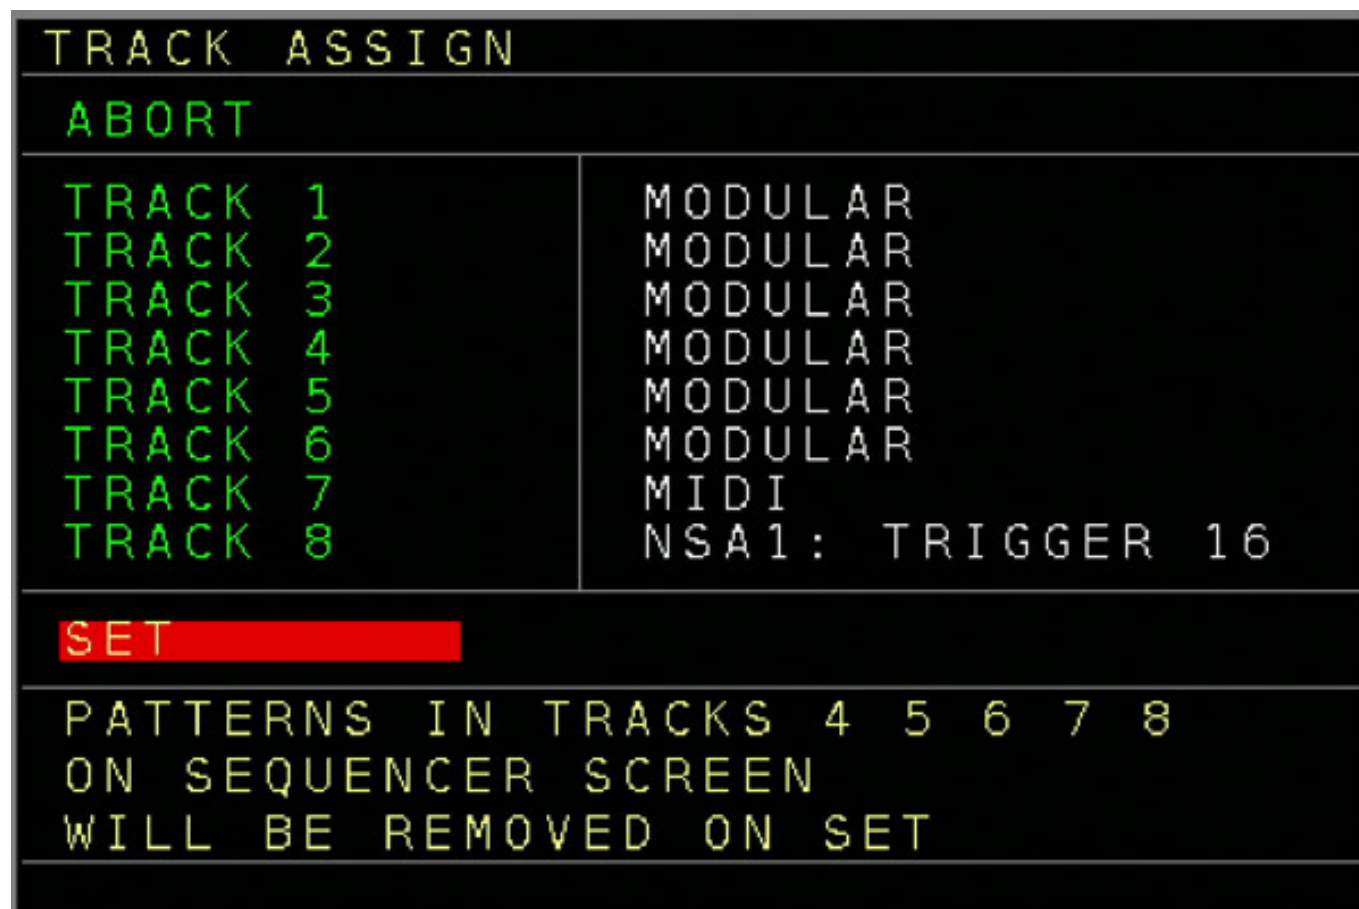 TRACK ASSIGN
ABORT
TRACK 1 MODULAR
TRACK 2 MODULAR
TRACK 3 MODULAR
TRACK 4 MODULAR
TRACK 5 MODULAR
TRACK 6 MODULAR
TRACK 7 MIDI
TRACK 8 NSA1: TRIGGER 16
SET
PATTERNS IN TRACKS 4 5 6 7 8
ON SEQUENCER SCREEN
WILL BE REMOVED ON SET